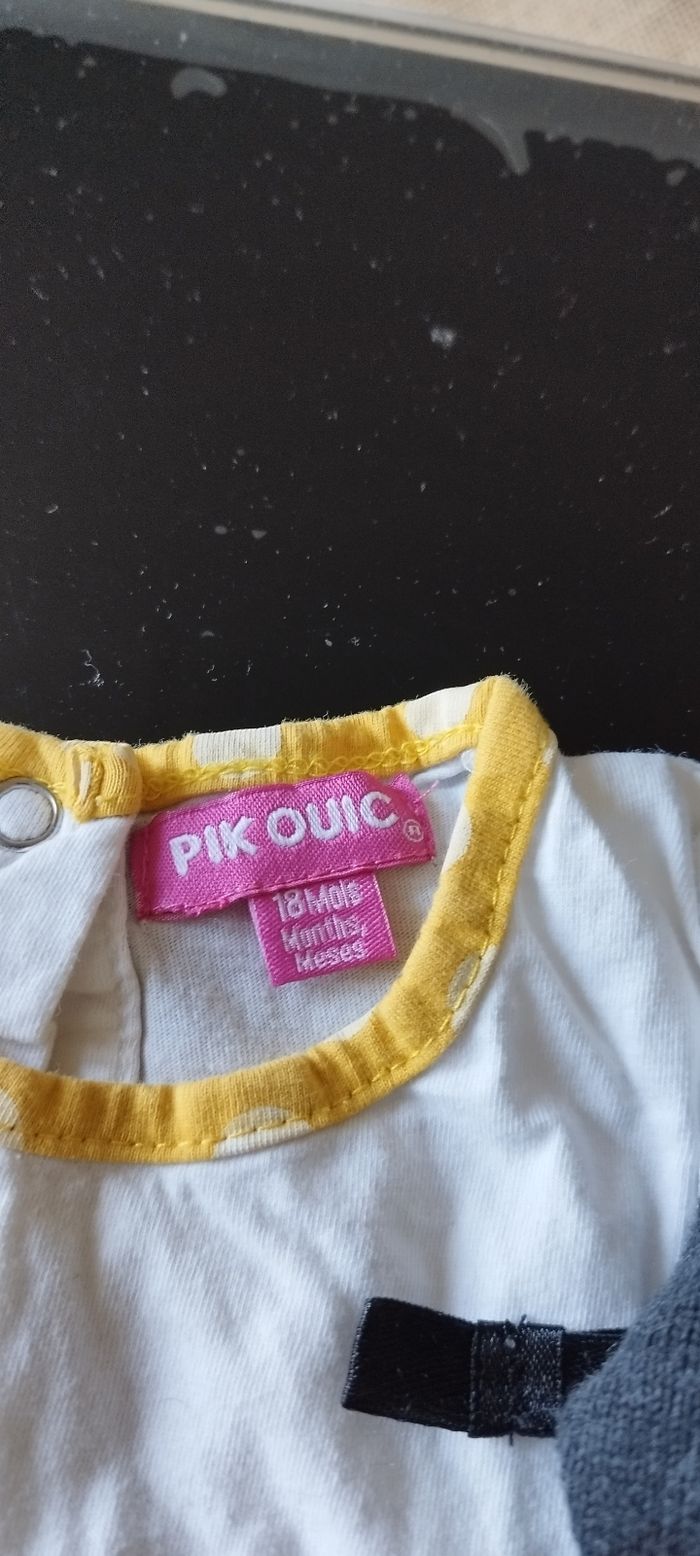 PIK OUIC®
18 Mois
Months,
Meses